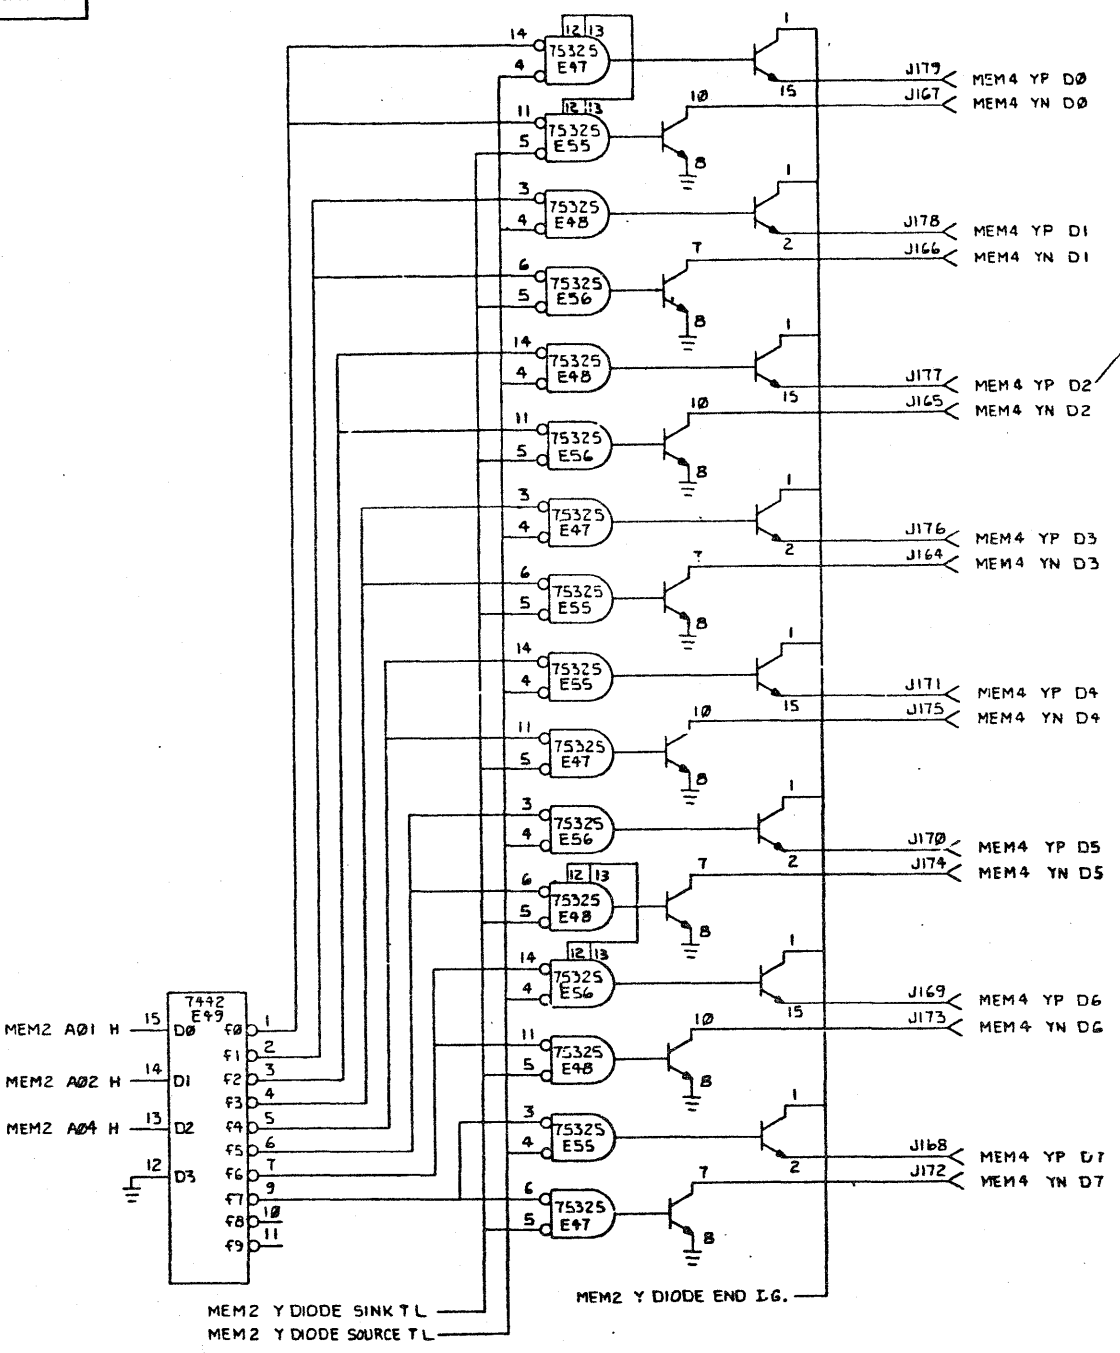 1
14 12 13
75325
E47
4
15 J179 MEM4 YP DØ
12 13 10 J167 MEM4 YN DØ
11
75325
E55
5 8
1
3
75325
E48
4
2 J178 MEM4 YP D1
7 J166 MEM4 YN D1
6
75325
E56
5 8
1
14
75325
E48
4
15 J177 MEM4 YP D2
10 J165 MEM4 YN D2
11
75325
E56
5 8
1
3
75325
E47
4
2 J176 MEM4 YP D3
7 J164 MEM4 YN D3
6
75325
E55
5 8
1
14
75325
E55
4
15 J171 MEM4 YP D4
10 J175 MEM4 YN D4
11
75325
E47
5 8
1
3
75325
E56
4
2 J17Ø MEM4 YP D5
12 13 7 J174 MEM4 YN D5
6
75325
E48
5 8
1
12 13
14
75325
E56
4
15 J169 MEM4 YP D6
10 J173 MEM4 YN D6
11
75325
E48
5 8
1
3
75325
E55
4
2 J168 MEM4 YP D7
7 J172 MEM4 YN D7
6
75325
E47
5 8
7442
E49
MEM2 AØ1 H 15 DØ fØ 1
f1 2
MEM2 AØ2 H 14 D1 f2 3
f3 4
MEM2 AØ4 H 13 D2 f4 5
f5 6
12 D3 f6 7
f7 9
f8 10
f9 11
MEM2 Y DIODE END I.G.
MEM2 Y DIODE SINK T L
MEM2 Y DIODE SOURCE T L